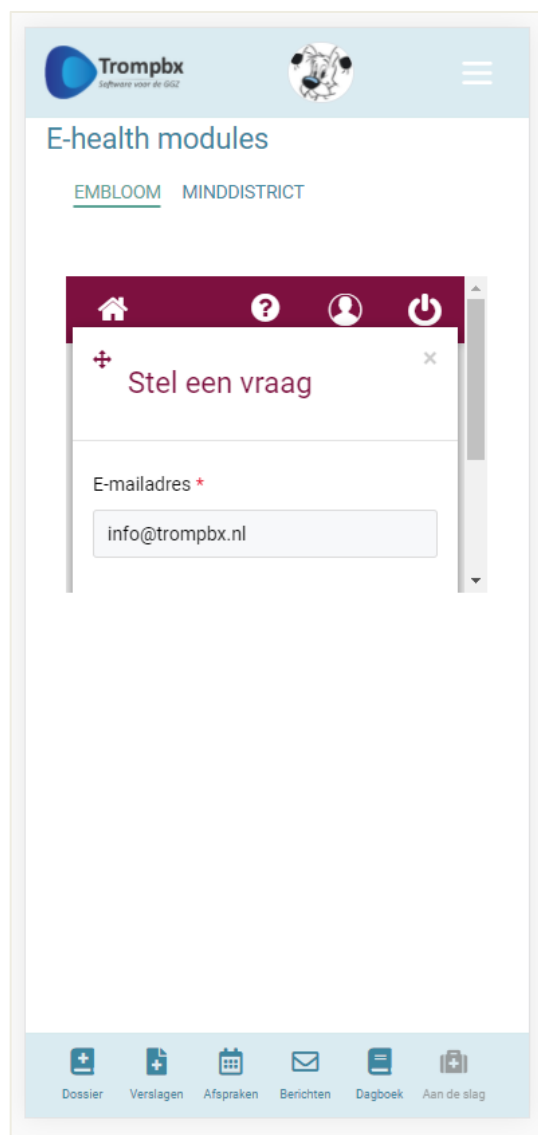 Trompbx
Software voor de GGZ
E-health modules
EMBLOOM MINDDISTRICT
Stel een vraag
E-mailadres *
info@trompbx.nl
Dossier Verslagen Afspraken Berichten Dagboek Aan de slag